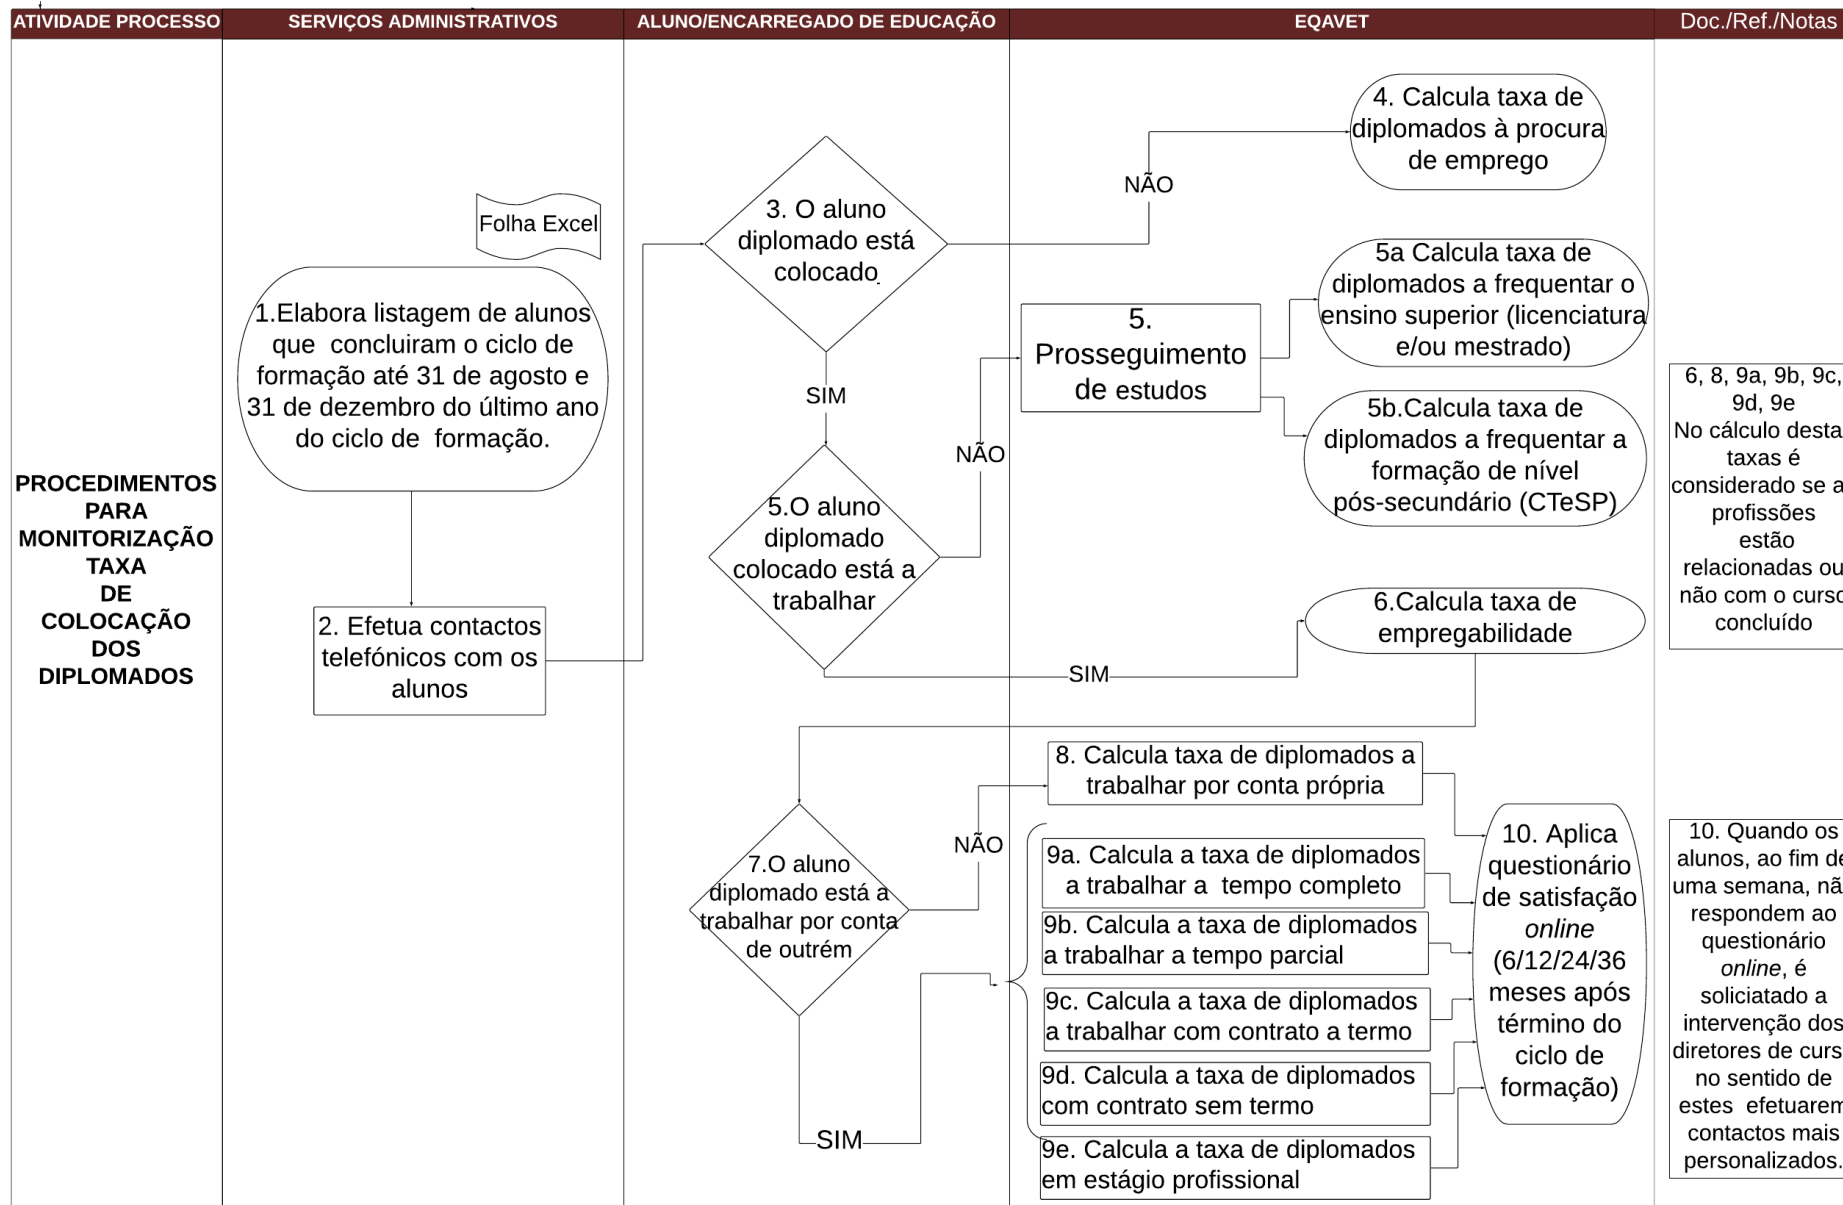 ATIVIDADE PROCESSO
SERVIÇOS ADMINISTRATIVOS
ALUNO/ENCARREGADO DE EDUCAÇÃO
EQAVET
Doc./Ref./Notas
PROCEDIMENTOS
PARA
MONITORIZAÇÃO
TAXA
DE
COLOCAÇÃO
DOS
DIPLOMADOS
Folha Excel
1.Elabora listagem de alunos
que concluiram o ciclo de
formação até 31 de agosto e
31 de dezembro do último ano
do ciclo de formação.
2. Efetua contactos
telefónicos com os
alunos
3. O aluno
diplomado está
colocado
NÃO
SIM
4. Calcula taxa de
diplomados à procura
de emprego
5.O aluno
diplomado
colocado está a
trabalhar
NÃO
SIM
5.
Prosseguimento
de estudos
5a Calcula taxa de
diplomados a frequentar o
ensino superior (licenciatura
e/ou mestrado)
5b.Calcula taxa de
diplomados a frequentar a
formação de nível
pós-secundário (CTeSP)
6.Calcula taxa de
empregabilidade
7.O aluno
diplomado está a
trabalhar por conta
de outrém
NÃO
SIM
8. Calcula taxa de diplomados a
trabalhar por conta própria
9a. Calcula a taxa de diplomados
a trabalhar a tempo completo
9b. Calcula a taxa de diplomados
a trabalhar a tempo parcial
9c. Calcula a taxa de diplomados
a trabalhar com contrato a termo
9d. Calcula a taxa de diplomados
com contrato sem termo
9e. Calcula a taxa de diplomados
em estágio profissional
10. Aplica
questionário
de satisfação
online
(6/12/24/36
meses após
término do
ciclo de
formação)
6, 8, 9a, 9b, 9c,
9d, 9e
No cálculo desta
taxas é
considerado se a
profissões
estão
relacionadas ou
não com o curso
concluído
10. Quando os
alunos, ao fim de
uma semana, nã
respondem ao
questionário
online, é
soliciatado a
intervenção dos
diretores de curs
no sentido de
estes efetuarem
contactos mais
personalizados.